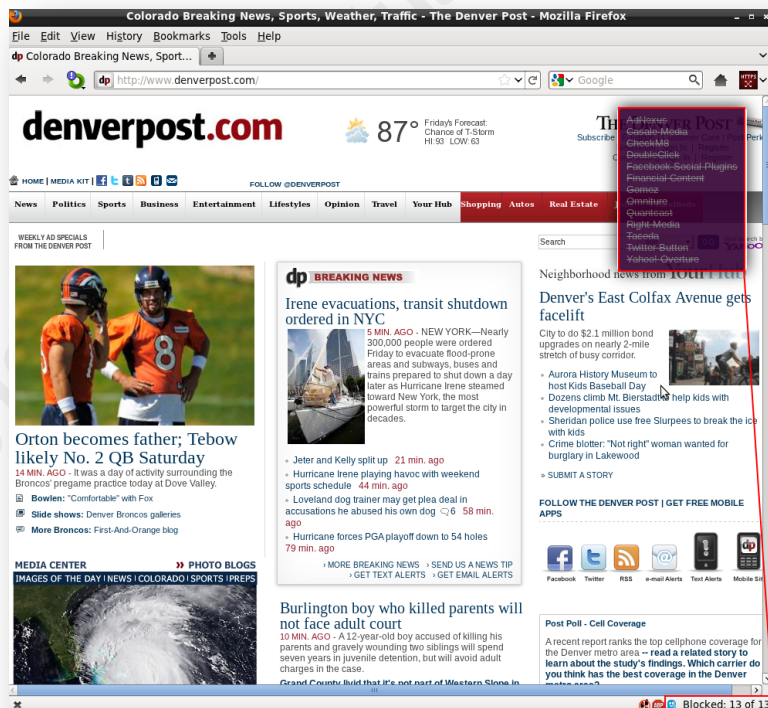 Colorado Breaking News, Sports, Weather, Traffic - The Denver Post - Mozilla Firefox
File Edit View History Bookmarks Tools Help
dp Colorado Breaking News, Sport...
dp http://www.denverpost.com/
Google
HTTPS
denverpost.com
87°
Friday's Forecast:
Chance of T-Storm
HI: 93 LOW: 63
Subscribe
AdNexus
Casale Media
CheckM8
DoubleClick
Facebook Social Plugins
Financial Content
Gomez
Omniture
Quantcast
Right Media
Tacoda
Twitter Button
Yahoo! Overture
HOME | MEDIA KIT |
FOLLOW @DENVERPOST
News Politics Sports Business Entertainment Lifestyles Opinion Travel Your Hub Shopping Autos Real Estate
WEEKLY AD SPECIALS
FROM THE DENVER POST
Search
Orton becomes father; Tebow
likely No. 2 QB Saturday
14 MIN. AGO - It was a day of activity surrounding the
Broncos' pregame practice today at Dove Valley.
Bowlen: "Comfortable" with Fox
Slide shows: Denver Broncos galleries
More Broncos: First-And-Orange blog
MEDIA CENTER
PHOTO BLOGS
IMAGES OF THE DAY | NEWS | COLORADO | SPORTS | PREPS
dp BREAKING NEWS
Irene evacuations, transit shutdown
ordered in NYC
5 MIN. AGO - NEW YORK—Nearly
300,000 people were ordered
Friday to evacuate flood-prone
areas and subways, buses and
trains prepared to shut down a day
later as Hurricane Irene steamed
toward New York, the most
powerful storm to target the city in
decades.
Jeter and Kelly split up 21 min. ago
Hurricane Irene playing havoc with weekend
sports schedule 44 min. ago
Loveland dog trainer may get plea deal in
accusations he abused his own dog 6 58 min.
ago
Hurricane forces PGA playoff down to 54 holes
79 min. ago
› MORE BREAKING NEWS › SEND US A NEWS TIP
› GET TEXT ALERTS › GET EMAIL ALERTS
Burlington boy who killed parents will
not face adult court
10 MIN. AGO - A 12-year-old boy accused of killing his
parents and gravely wounding two siblings will spend
seven years in juvenile detention, but will avoid adult
charges in the case.
Grand County livid that it's not part of Western Slope in
Neighborhood news from YourHub
Denver's East Colfax Avenue gets
facelift
City to do $2.1 million bond
upgrades on nearly 2-mile
stretch of busy corridor.
Aurora History Museum to
host Kids Baseball Day
Dozens climb Mt. Bierstadt to help kids with
developmental issues
Sheridan police use free Slurpees to break the ice
with kids
Crime blotter: "Not right" woman wanted for
burglary in Lakewood
» SUBMIT A STORY
FOLLOW THE DENVER POST | GET FREE MOBILE
APPS
Facebook Twitter RSS e-mail Alerts Text Alerts Mobile Sit
Post Poll - Cell Coverage
A recent report ranks the top cellphone coverage for
the Denver metro area -- read a related story to
learn about the study's findings. Which carrier do
you think has the best coverage in the Denver
metro area?
Blocked: 13 of 13